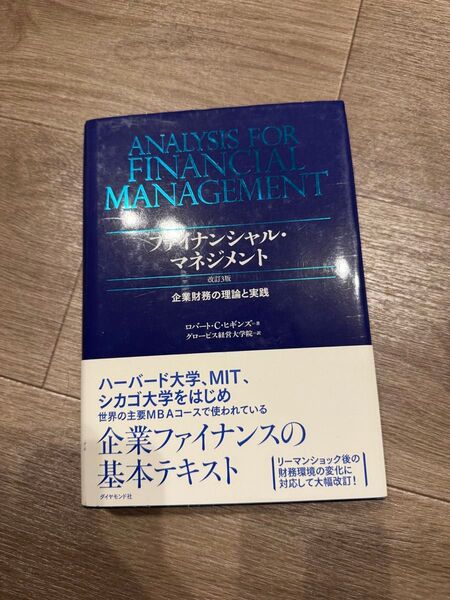 ANALYSIS FOR
FINANCIAL
MANAGEMENT
ファイナンシャル・
マネジメント
改訂3版
企業財務の理論と実践
ロバート・C・ヒギンズ 著
グロービス経営大学院 訳
ハーバード大学、MIT、
シカゴ大学をはじめ
世界の主要MBAコースで使われている
企業ファイナンスの
基本テキスト
リーマンショック後の
財務環境の変化に
対応して大幅改訂!
ダイヤモンド社